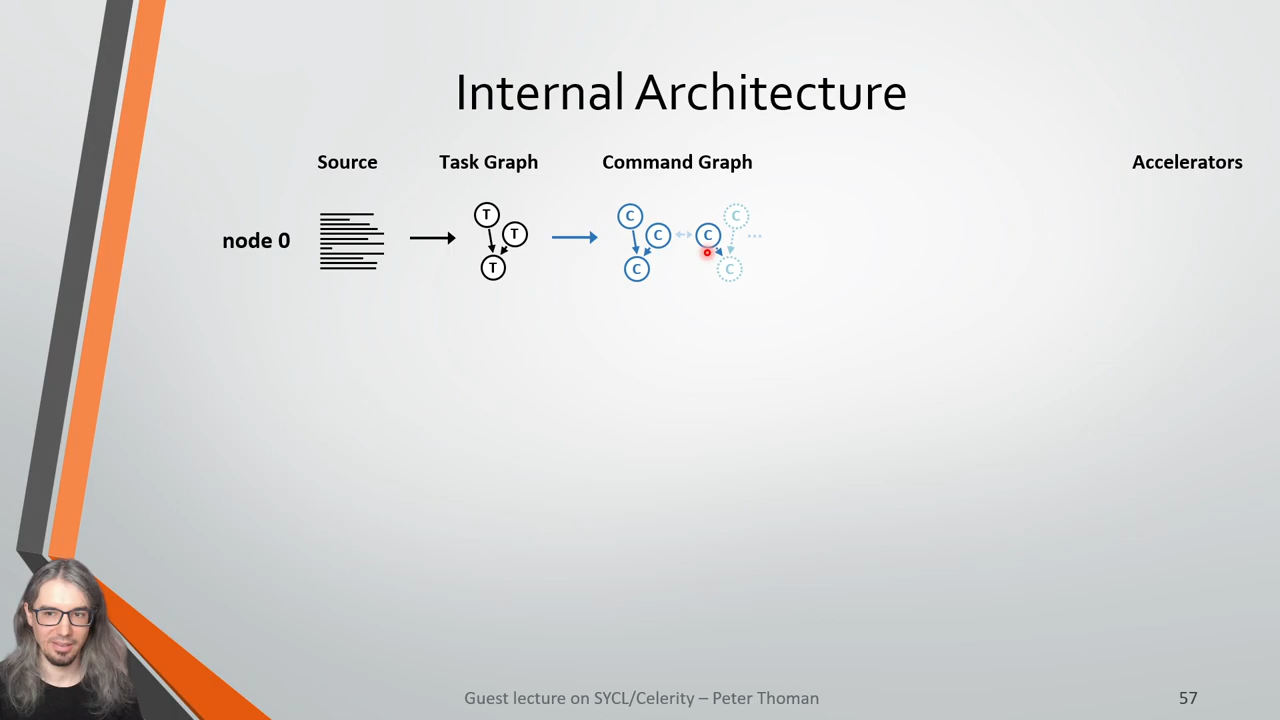 Internal Architecture
Source Task Graph Command Graph Accelerators
node 0
T
T
T
C
C
C
C
C
C
...
Guest lecture on SYCL/Celerity – Peter Thoman
57